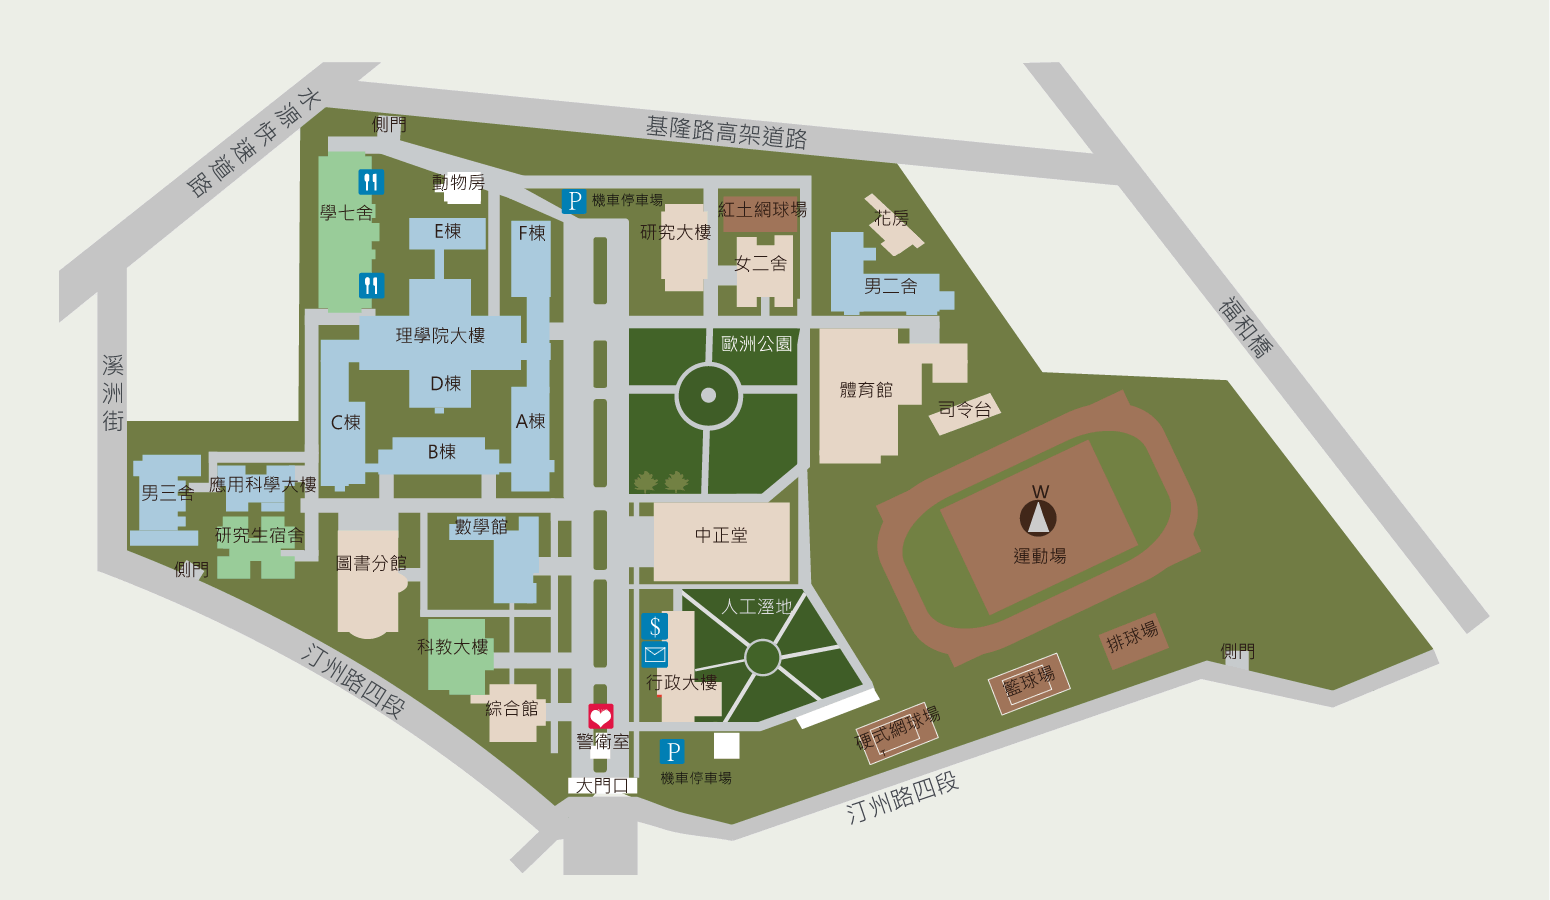 水源快速道路
側門
基隆路高架道路
動物房
機車停車場
P
紅土網球場
學七舍
E棟
F棟
研究大樓
花房
女二舍
男二舍
福和橋
理學院大樓
歐洲公園
溪洲街
D棟
體育館
司令台
C棟
A棟
B棟
男三舍
應用科學大樓
W
數學館
研究生宿舍
中正堂
運動場
圖書分館
側門
人工溼地
$
排球場
科教大樓
側門
汀州路四段
行政大樓
籃球場
綜合館
硬式網球場
警衛室
P
機車停車場
大門口
汀州路四段